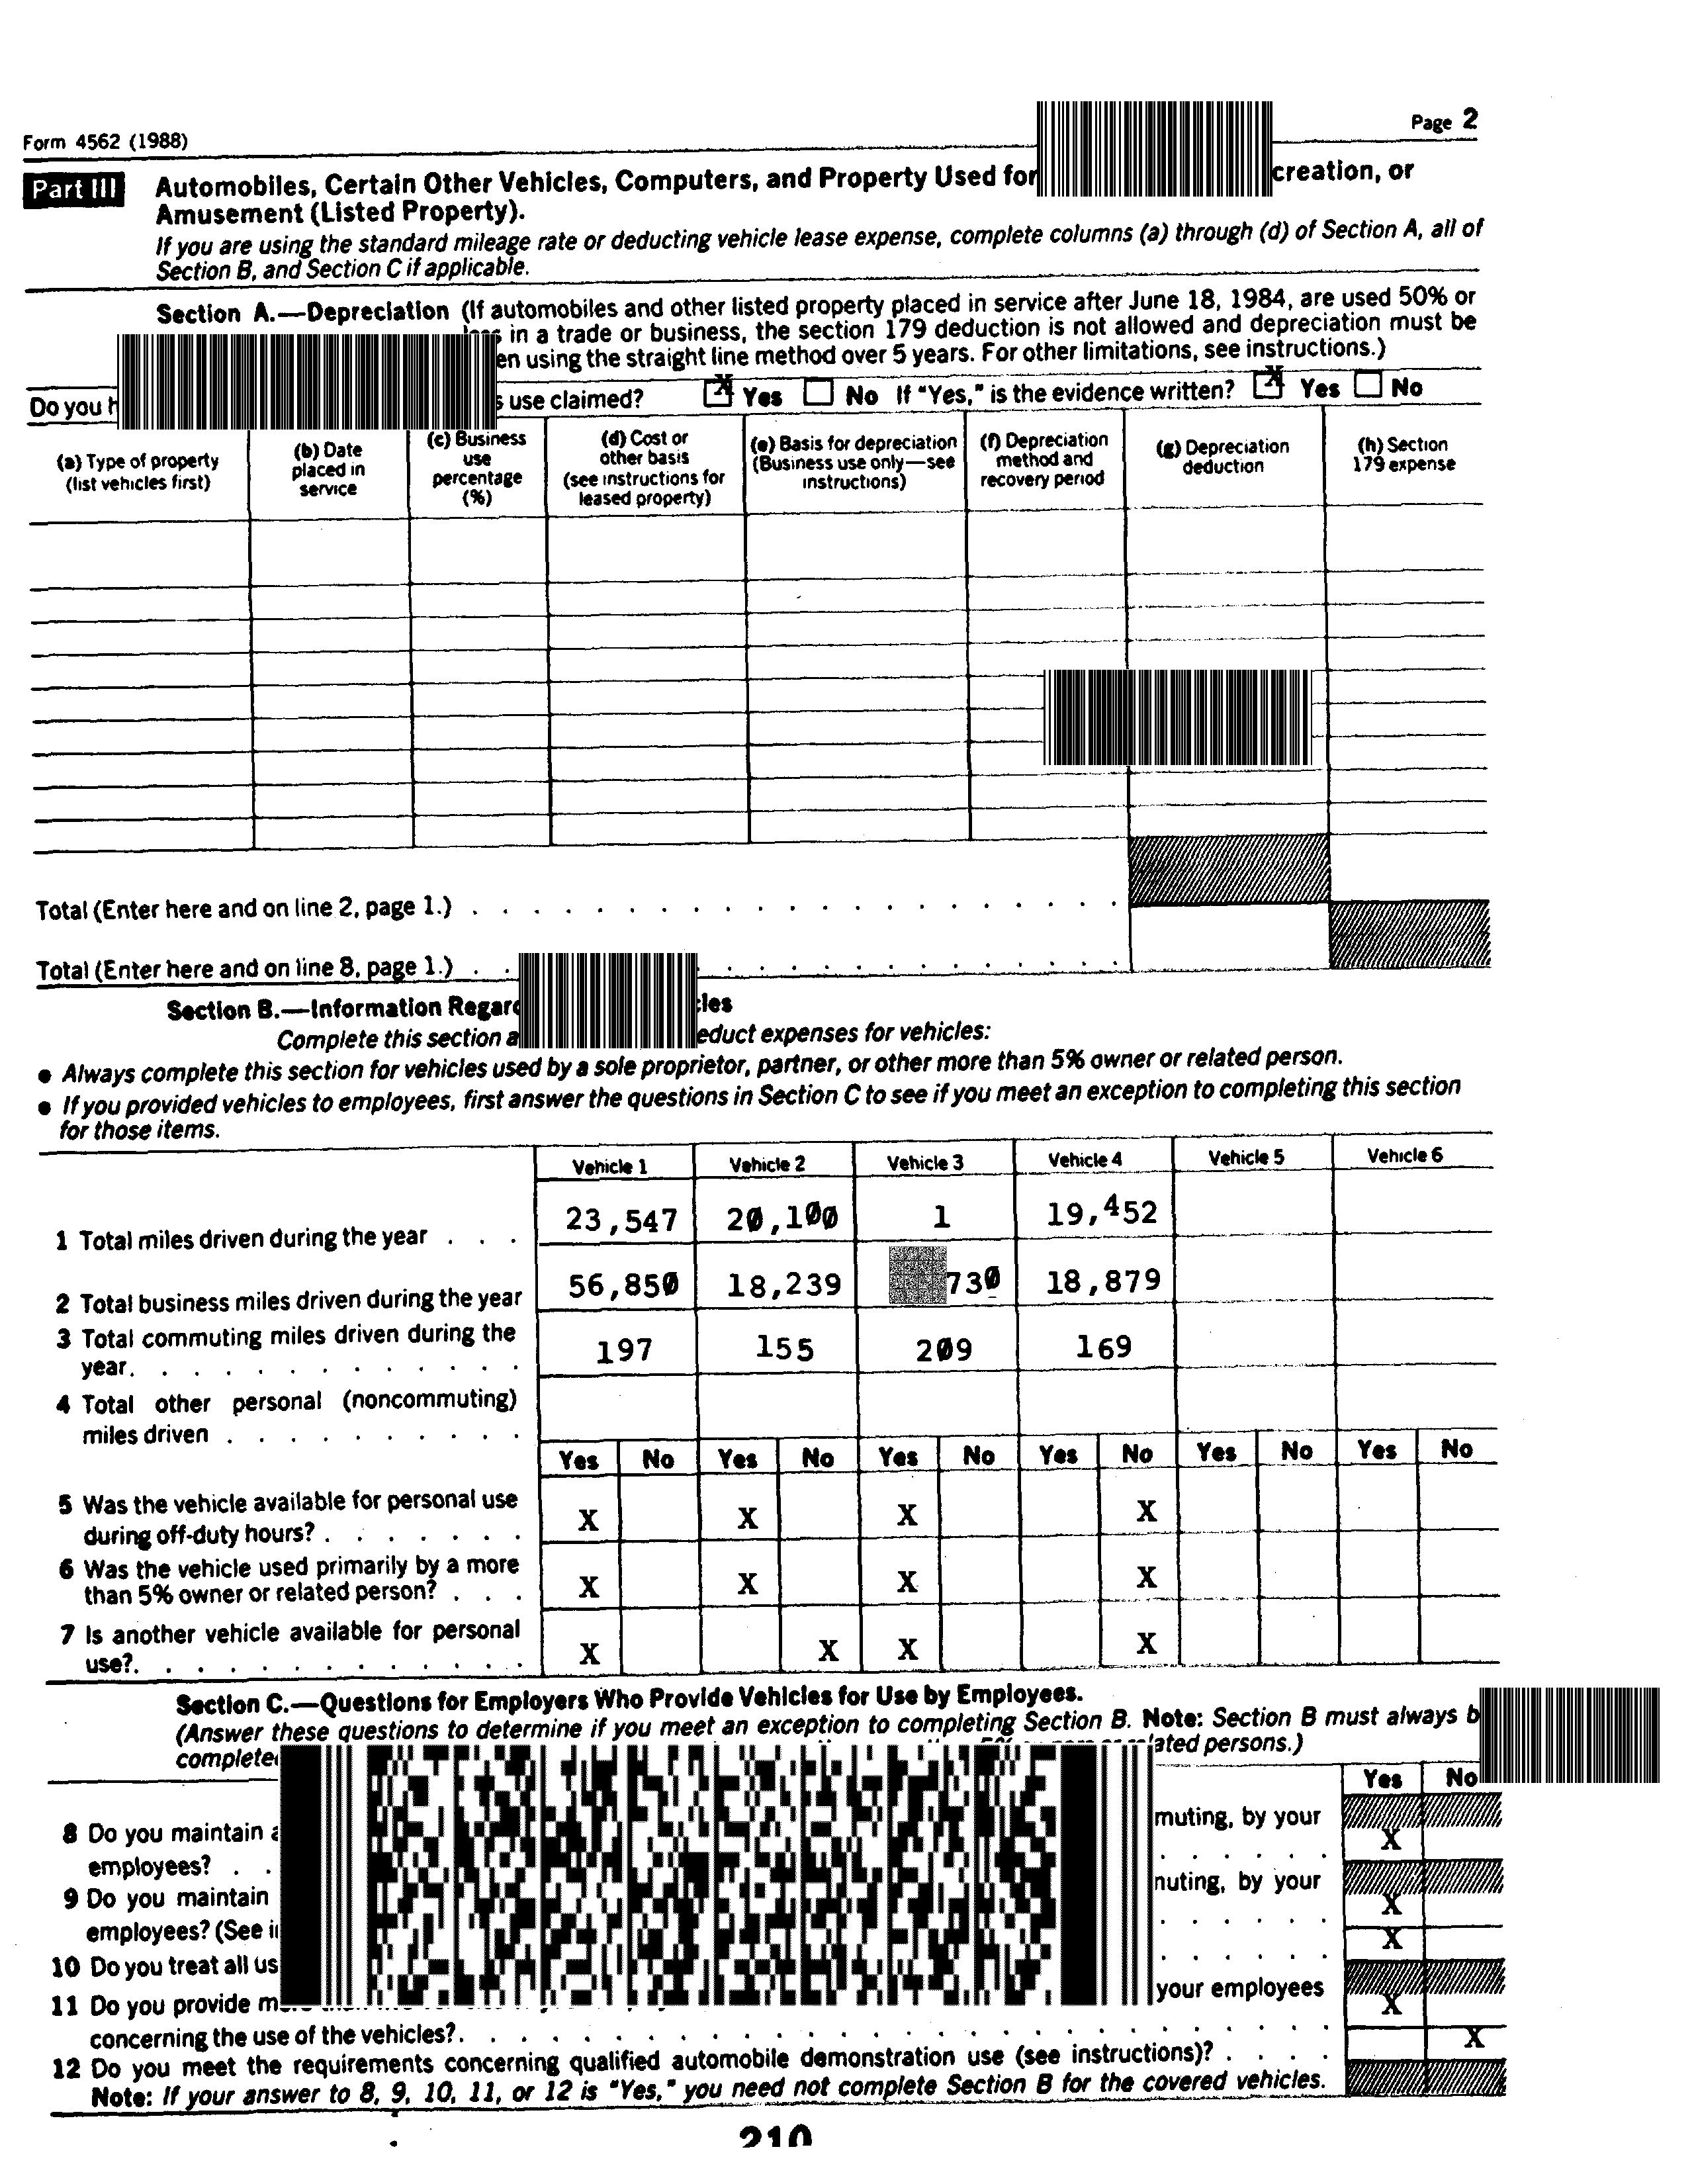 Form 4562 (1988)
Page 2
Part III Automobiles, Certain Other Vehicles, Computers, and Property Used for creation, or
Amusement (Listed Property).
If you are using the standard mileage rate or deducting vehicle lease expense, complete columns (a) through (d) of Section A, all of
Section B, and Section C if applicable.
Section A.—Depreciation (If automobiles and other listed property placed in service after June 18, 1984, are used 50% or
in a trade or business, the section 179 deduction is not allowed and depreciation must be
en using the straight line method over 5 years. For other limitations, see instructions.)
Do you h s use claimed? X Yes No If "Yes," is the evidence written? X Yes No
(a) Type of property (list vehicles first)
(b) Date placed in service
(c) Business use percentage (%)
(d) Cost or other basis (see instructions for leased property)
(e) Basis for depreciation (Business use only—see instructions)
(f) Depreciation method and recovery period
(g) Depreciation deduction
(h) Section 179 expense
Total (Enter here and on line 2, page 1.)
Total (Enter here and on line 8, page 1.)
Section B.—Information Regar cles
Complete this section educt expenses for vehicles:
● Always complete this section for vehicles used by a sole proprietor, partner, or other more than 5% owner or related person.
● If you provided vehicles to employees, first answer the questions in Section C to see if you meet an exception to completing this section
for those items.
Vehicle 1 Vehicle 2 Vehicle 3 Vehicle 4 Vehicle 5 Vehicle 6
1 Total miles driven during the year . . . 23,547 20,100 1 19,452
2 Total business miles driven during the year 56,850 18,239 730 18,879
3 Total commuting miles driven during the
year. 197 155 209 169
4 Total other personal (noncommuting)
miles driven
Yes No Yes No Yes No Yes No Yes No Yes No
5 Was the vehicle available for personal use
during off-duty hours? X X X X
6 Was the vehicle used primarily by a more
than 5% owner or related person? X X X X
7 Is another vehicle available for personal
use?. X X X X
Section C.—Questions for Employers Who Provide Vehicles for Use by Employees.
(Answer these questions to determine if you meet an exception to completing Section B. Note: Section B must always b
complete ated persons.)
Yes No
8 Do you maintain a muting, by your
employees? X
9 Do you maintain muting, by your
employees? (See X
10 Do you treat all us X
11 Do you provide your employees
concerning the use of the vehicles?. X
12 Do you meet the requirements concerning qualified automobile demonstration use (see instructions)? X
Note: If your answer to 8, 9, 10, 11, or 12 is "Yes," you need not complete Section B for the covered vehicles.
210